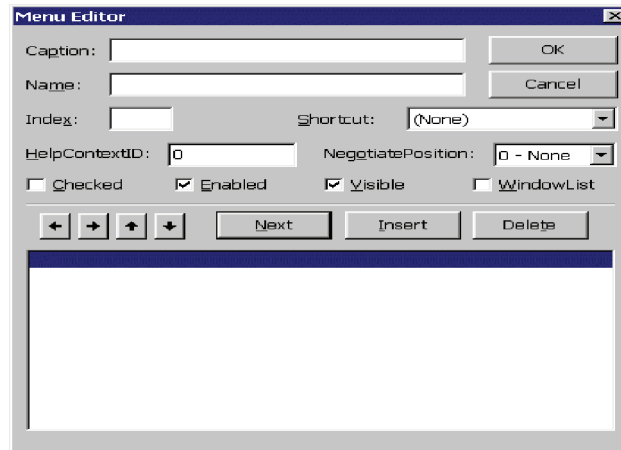 Menu Editor
Caption:
OK
Name:
Cancel
Index:
Shortcut:
(None)
HelpContextID:
0
NegotiatePosition:
0 - None
Checked
Enabled
Visible
WindowList
Next
Insert
Delete